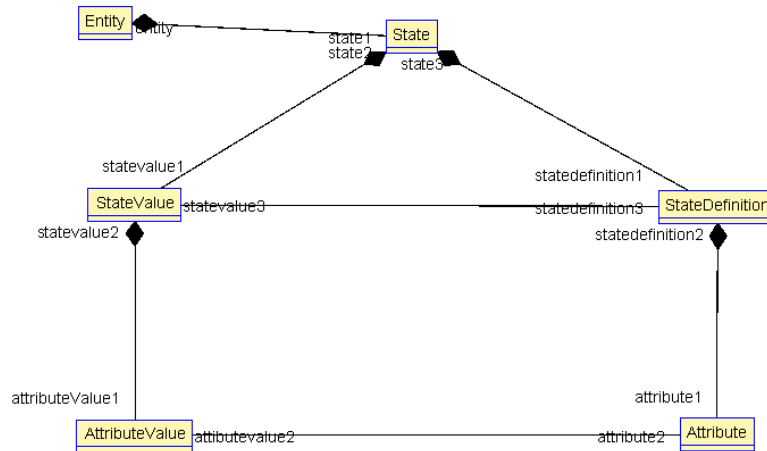 Entity
entity
state1
State
state2
state3
statevalue1
statedefinition1
StateValue
statevalue3
statedefinition3
StateDefinition
statevalue2
statedefinition2
attributeValue1
attribute1
AttributeValue
attibutevalue2
attribute2
Attribute